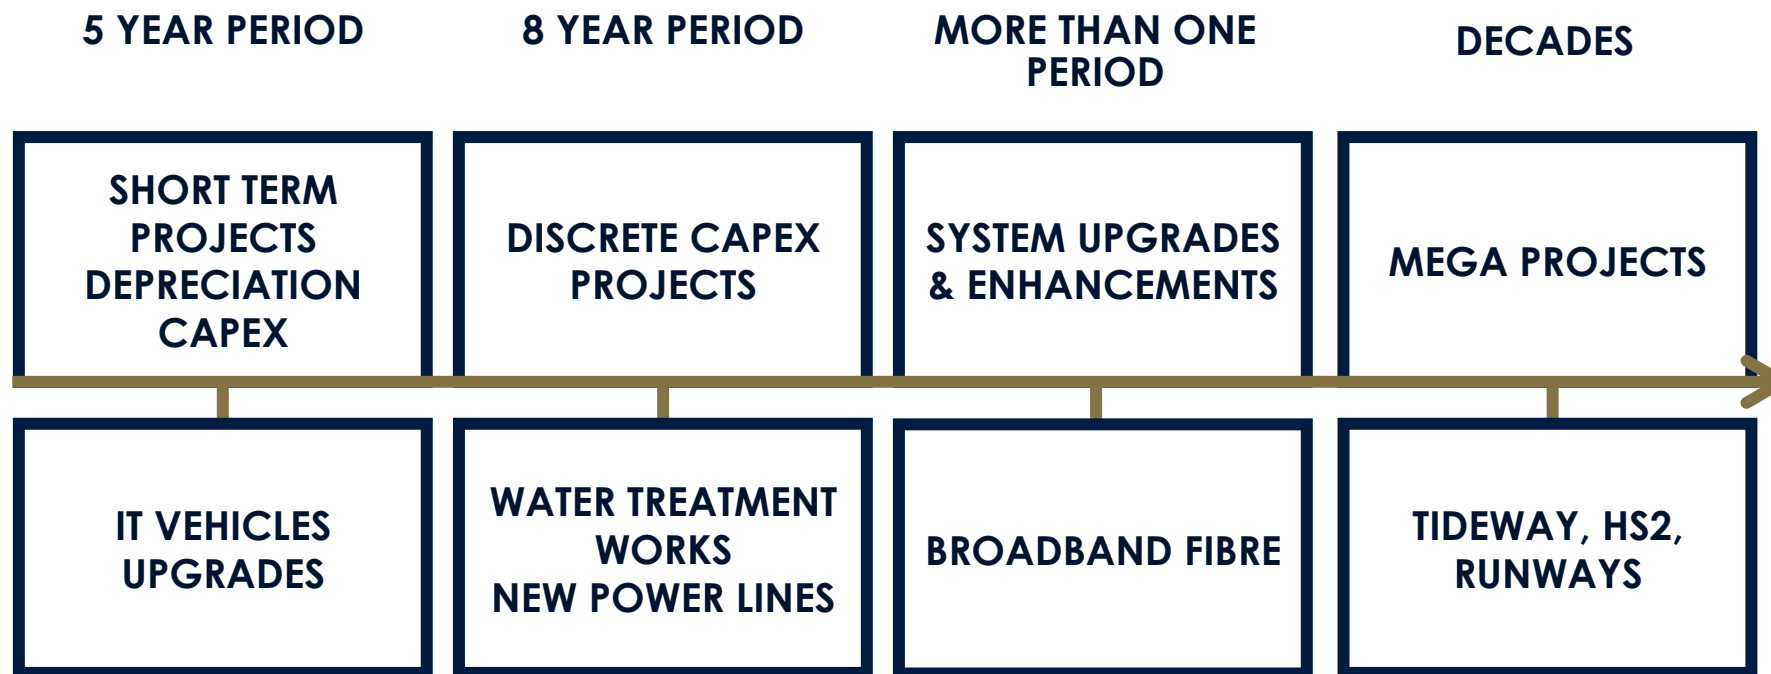 5 YEAR PERIOD
8 YEAR PERIOD
MORE THAN ONE
PERIOD
DECADES
SHORT TERM
PROJECTS
DEPRECIATION
CAPEX
DISCRETE CAPEX
PROJECTS
SYSTEM UPGRADES
& ENHANCEMENTS
MEGA PROJECTS
IT VEHICLES
UPGRADES
WATER TREATMENT
WORKS
NEW POWER LINES
BROADBAND FIBRE
TIDEWAY, HS2,
RUNWAYS